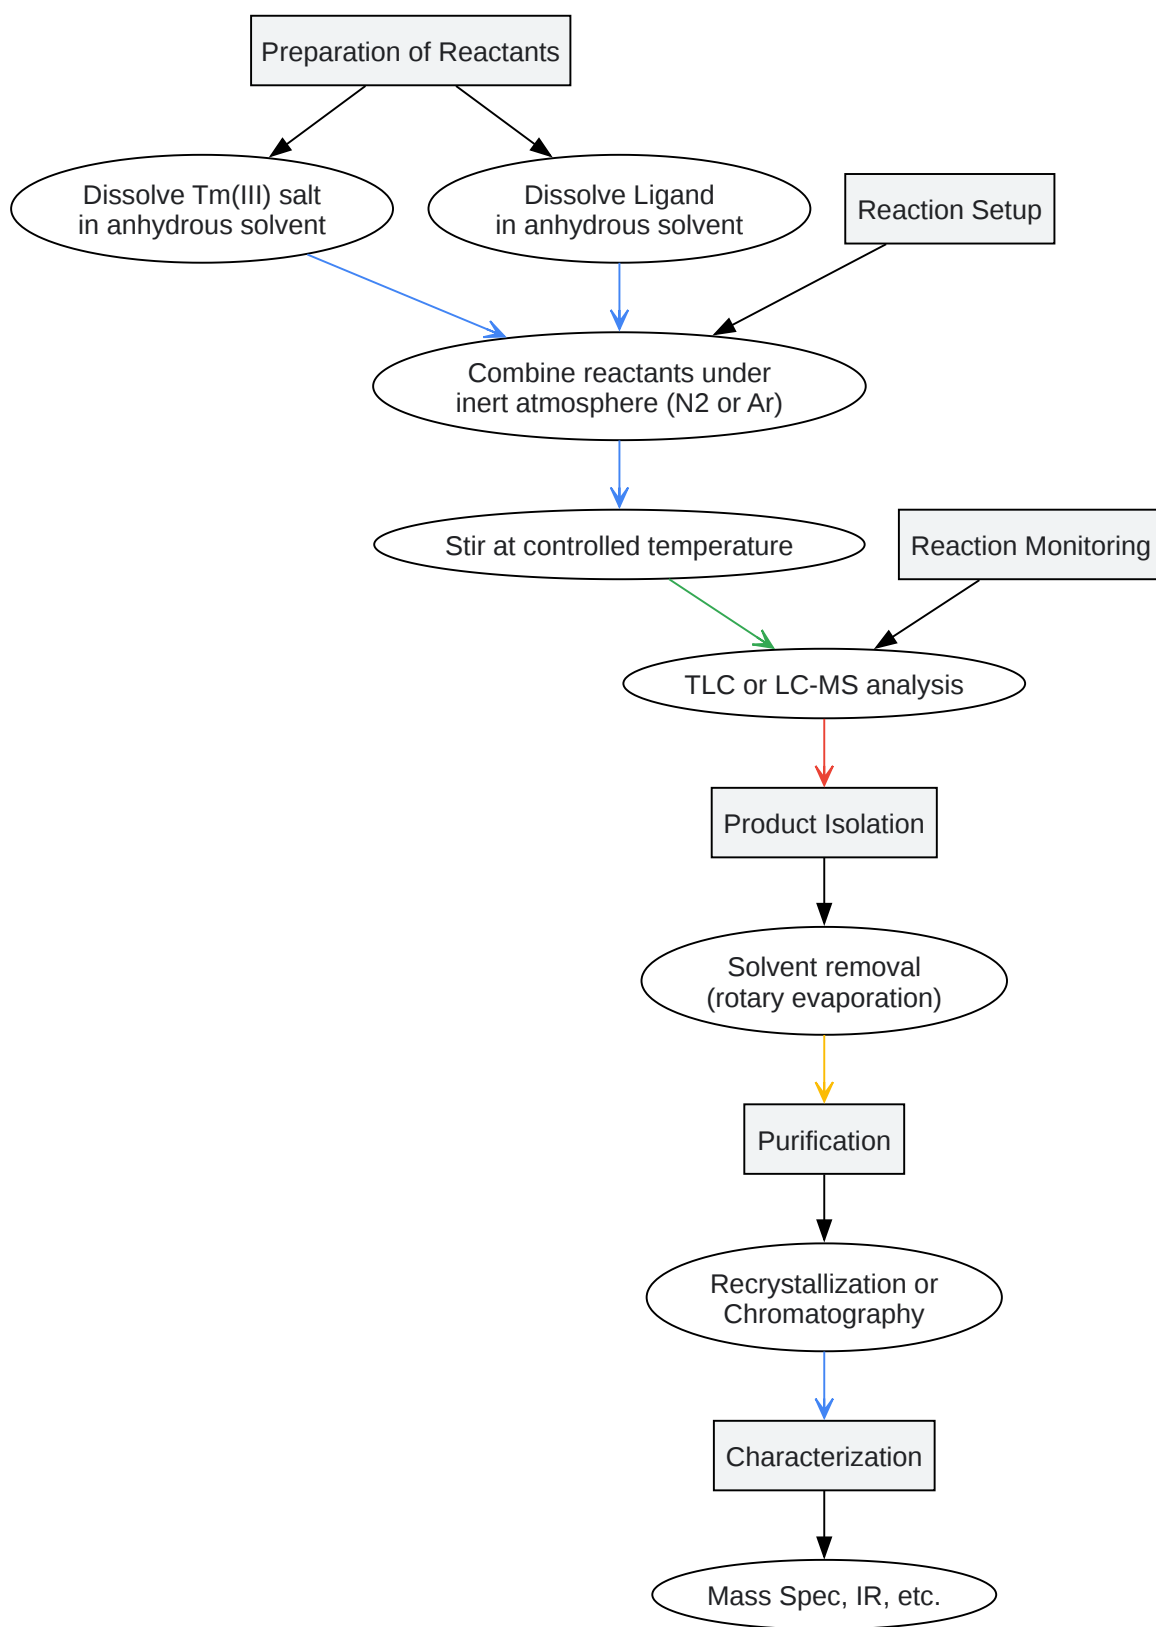 Preparation of Reactants
Dissolve Tm(III) salt
in anhydrous solvent
Dissolve Ligand
in anhydrous solvent
Reaction Setup
Combine reactants under
inert atmosphere (N2 or Ar)
Stir at controlled temperature
Reaction Monitoring
TLC or LC-MS analysis
Product Isolation
Solvent removal
(rotary evaporation)
Purification
Recrystallization or
Chromatography
Characterization
Mass Spec, IR, etc.